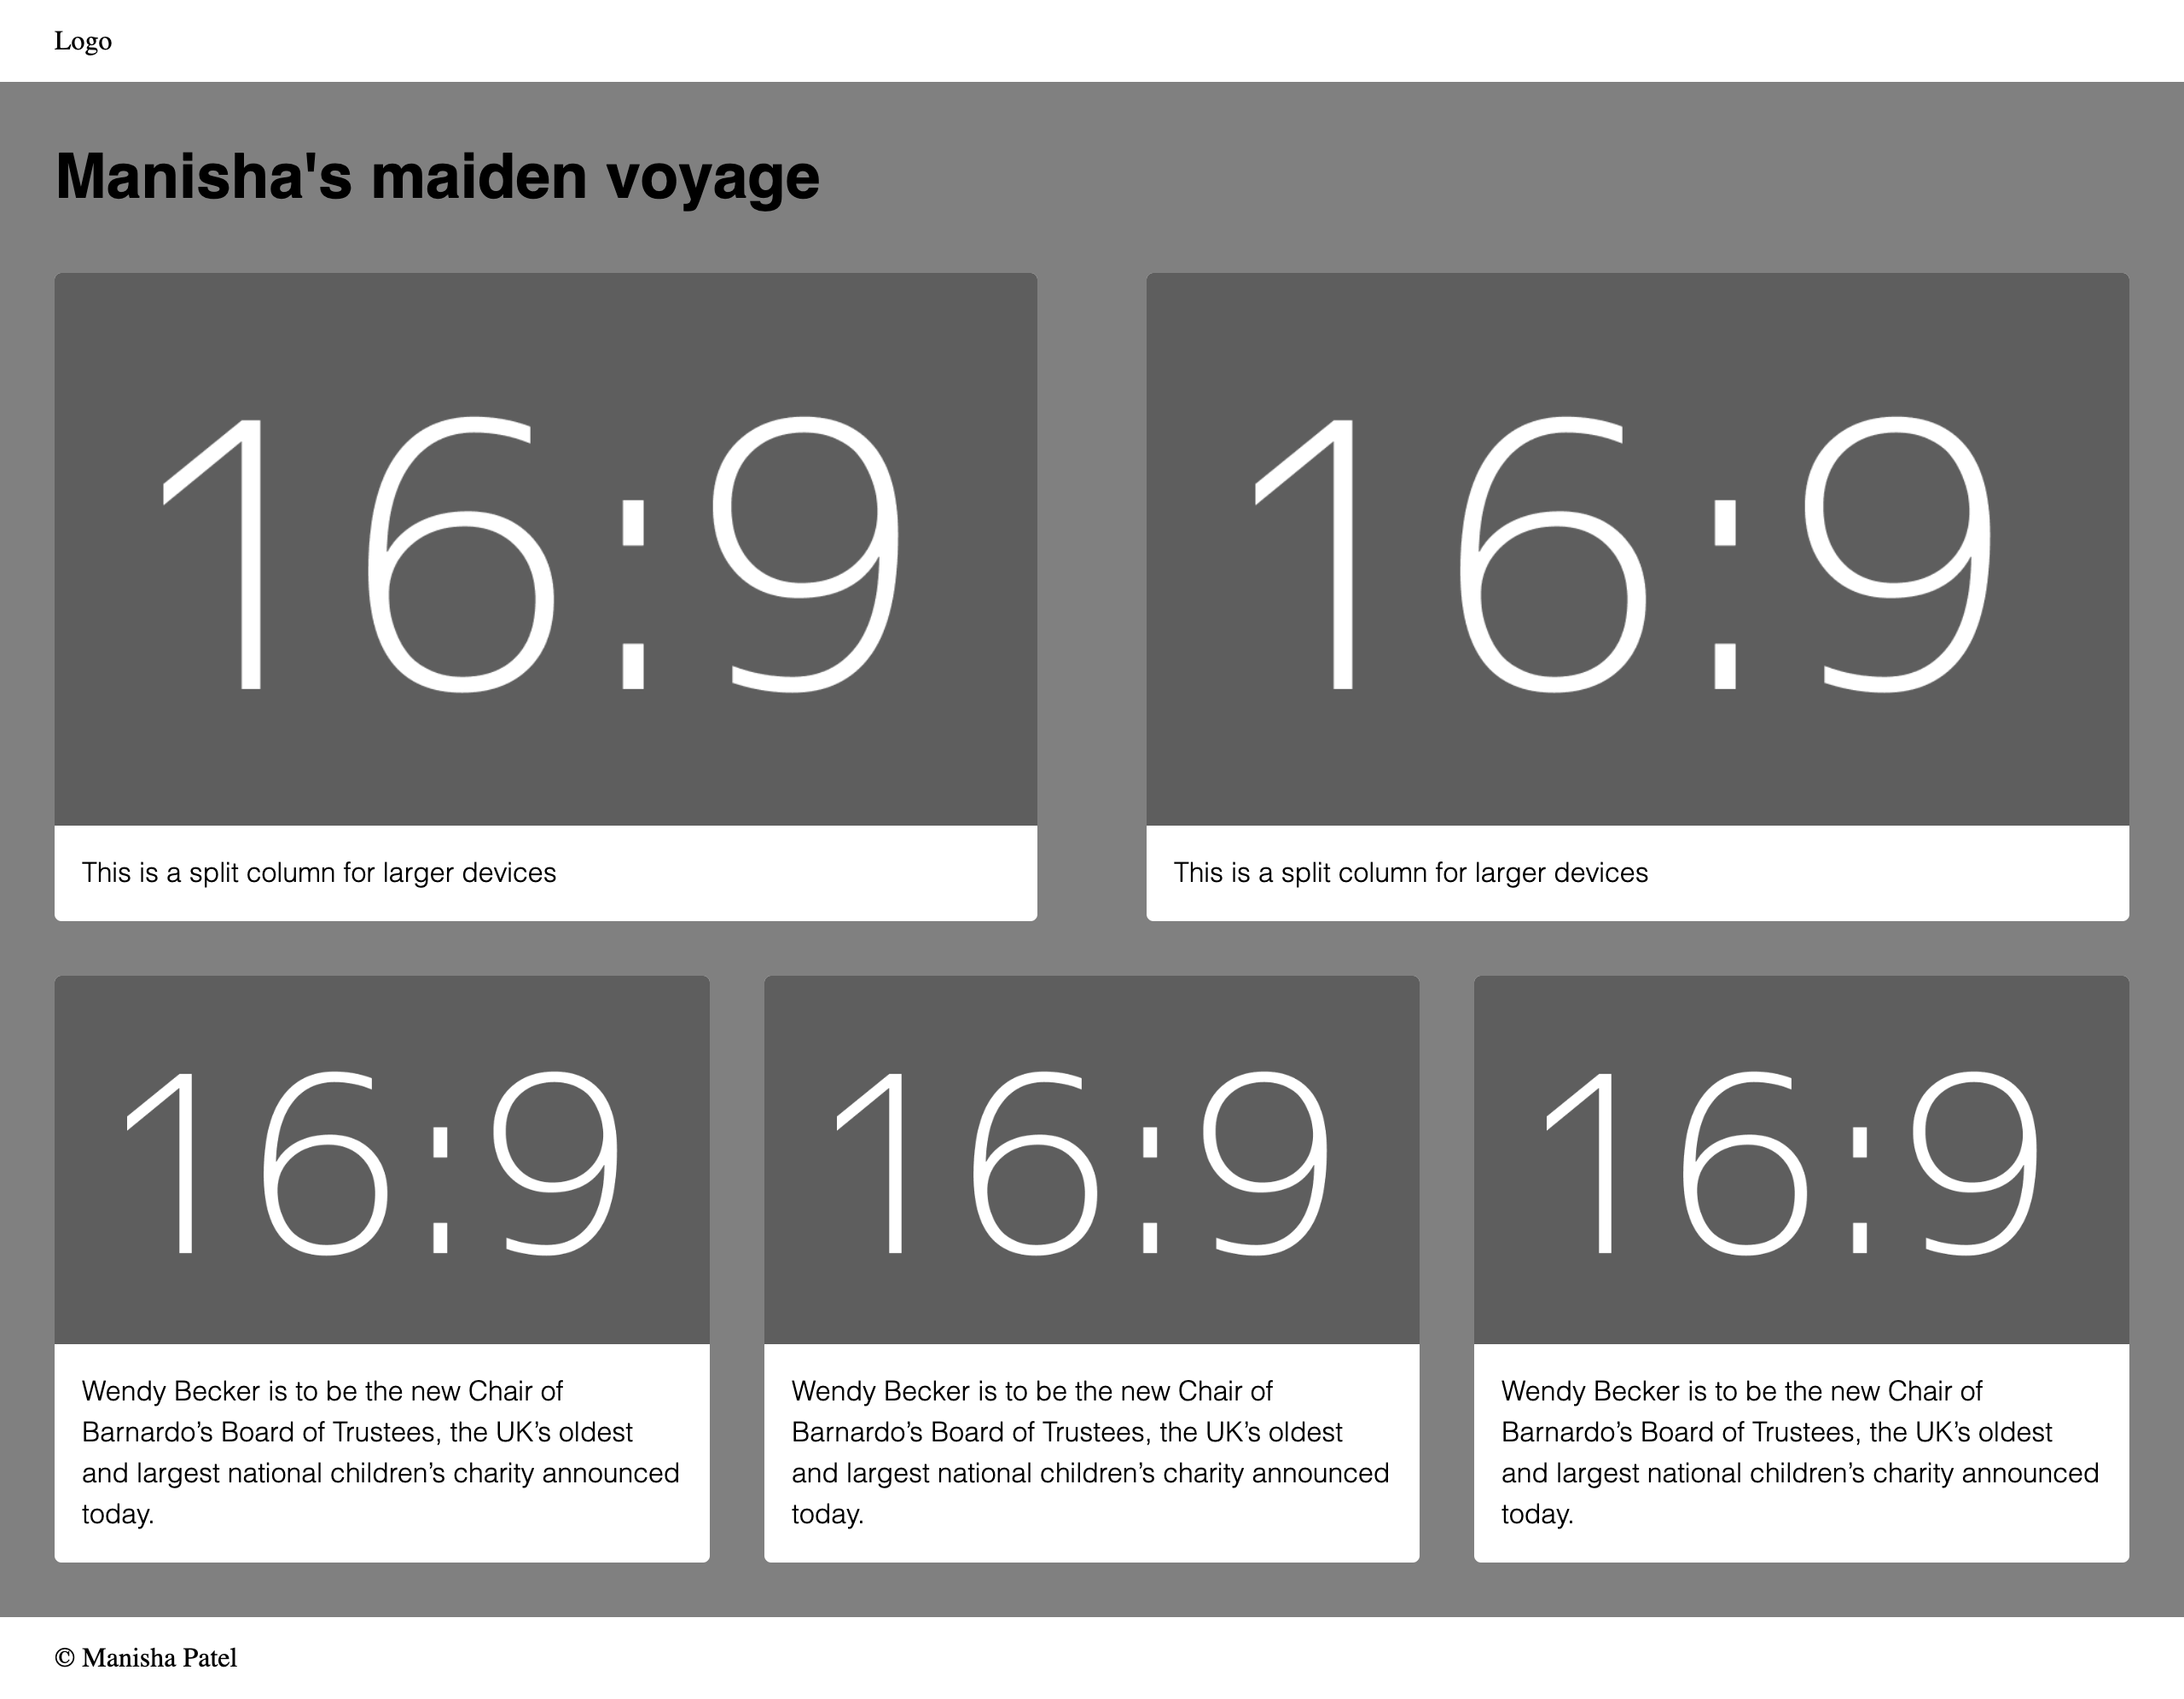 Logo
Manisha's maiden voyage
16:9
16:9
This is a split column for larger devices
This is a split column for larger devices
16:9
16:9
16:9
Wendy Becker is to be the new Chair of
Barnardo’s Board of Trustees, the UK’s oldest
and largest national children’s charity announced
today.
Wendy Becker is to be the new Chair of
Barnardo’s Board of Trustees, the UK’s oldest
and largest national children’s charity announced
today.
Wendy Becker is to be the new Chair of
Barnardo’s Board of Trustees, the UK’s oldest
and largest national children’s charity announced
today.
© Manisha Patel